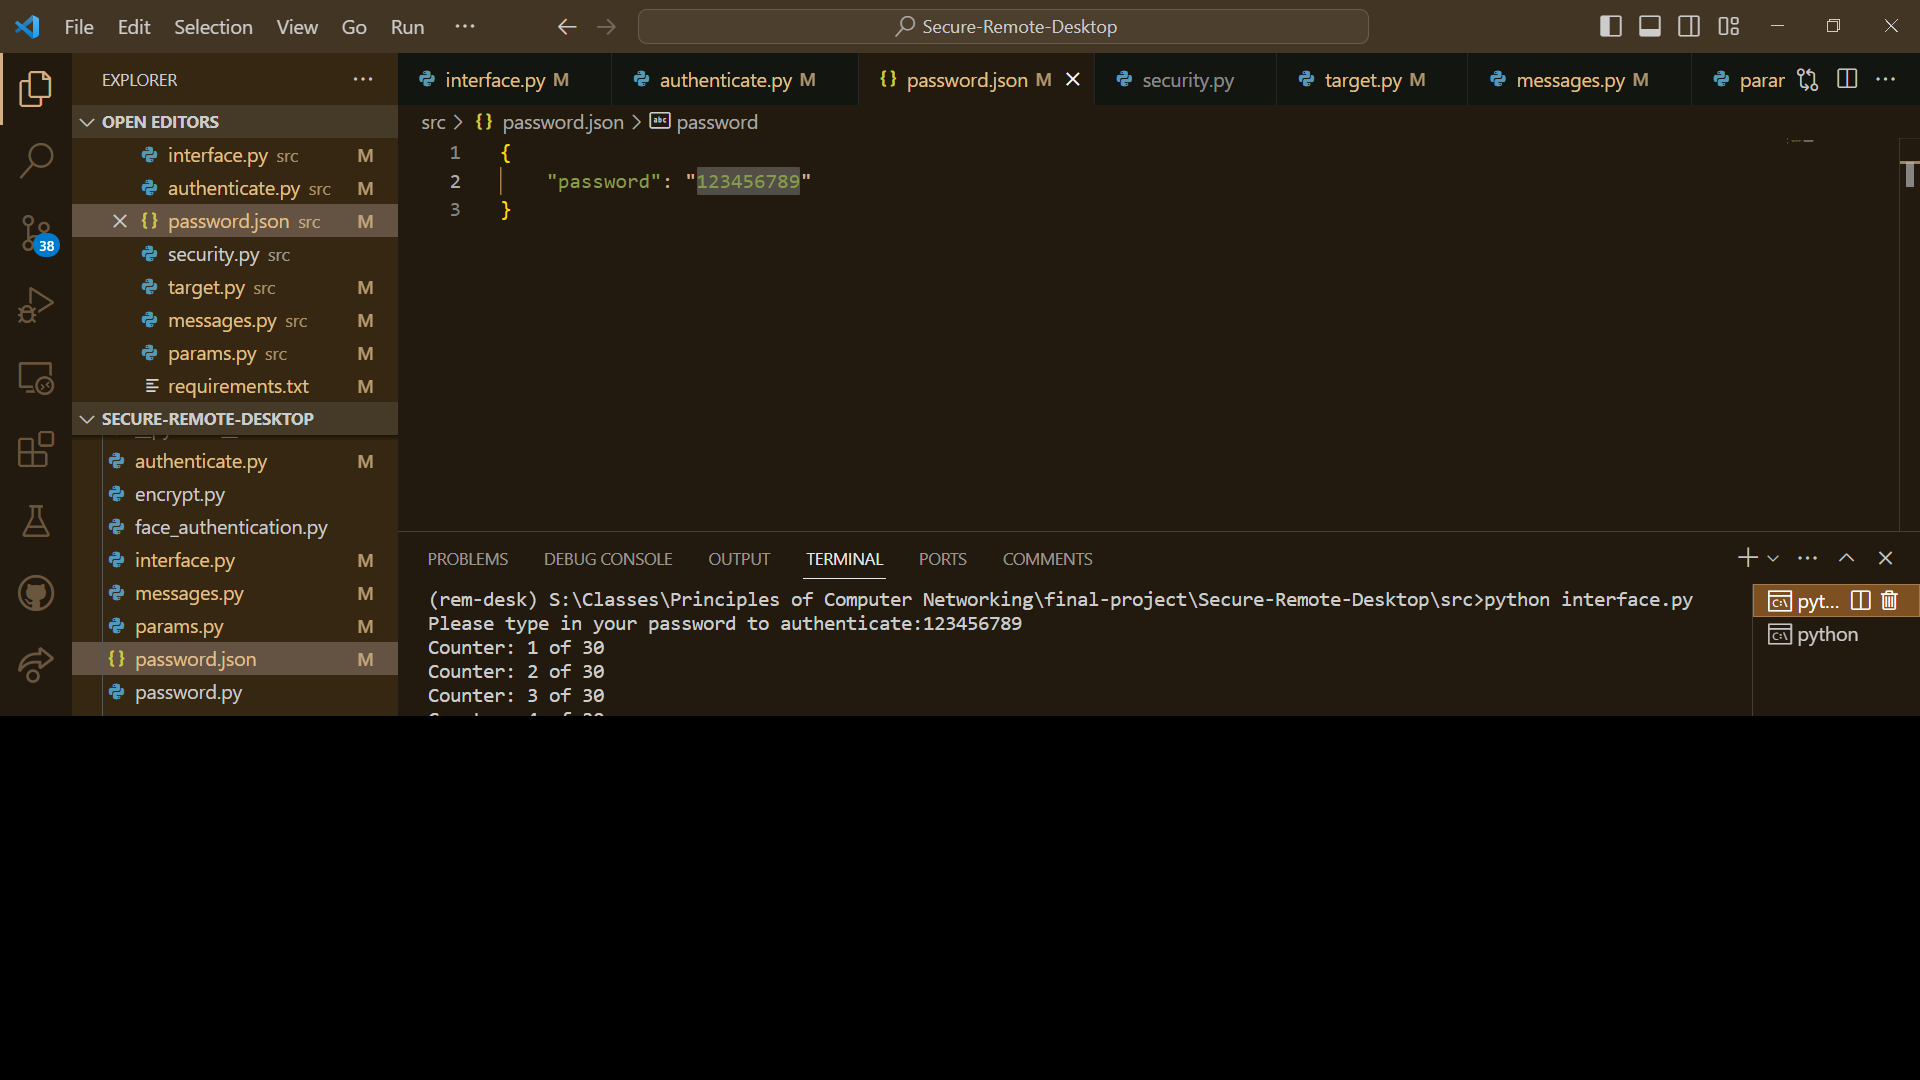 File Edit Selection View Go Run ···
Secure-Remote-Desktop
EXPLORER ···
OPEN EDITORS
interface.py src M
authenticate.py src M
password.json src M
security.py src
target.py src M
messages.py src M
params.py src M
requirements.txt M
SECURE-REMOTE-DESKTOP
authenticate.py M
encrypt.py
face_authentication.py
interface.py M
messages.py M
params.py M
password.json M
password.py
38
interface.py M authenticate.py M password.json M security.py target.py M messages.py M parar
src > {} password.json > abc password
1 {
2 "password": "123456789"
3 }
PROBLEMS DEBUG CONSOLE OUTPUT TERMINAL PORTS COMMENTS
(rem-desk) S:\Classes\Principles of Computer Networking\final-project\Secure-Remote-Desktop\src>python interface.py
Please type in your password to authenticate:123456789
Counter: 1 of 30
Counter: 2 of 30
Counter: 3 of 30
pyt...
python